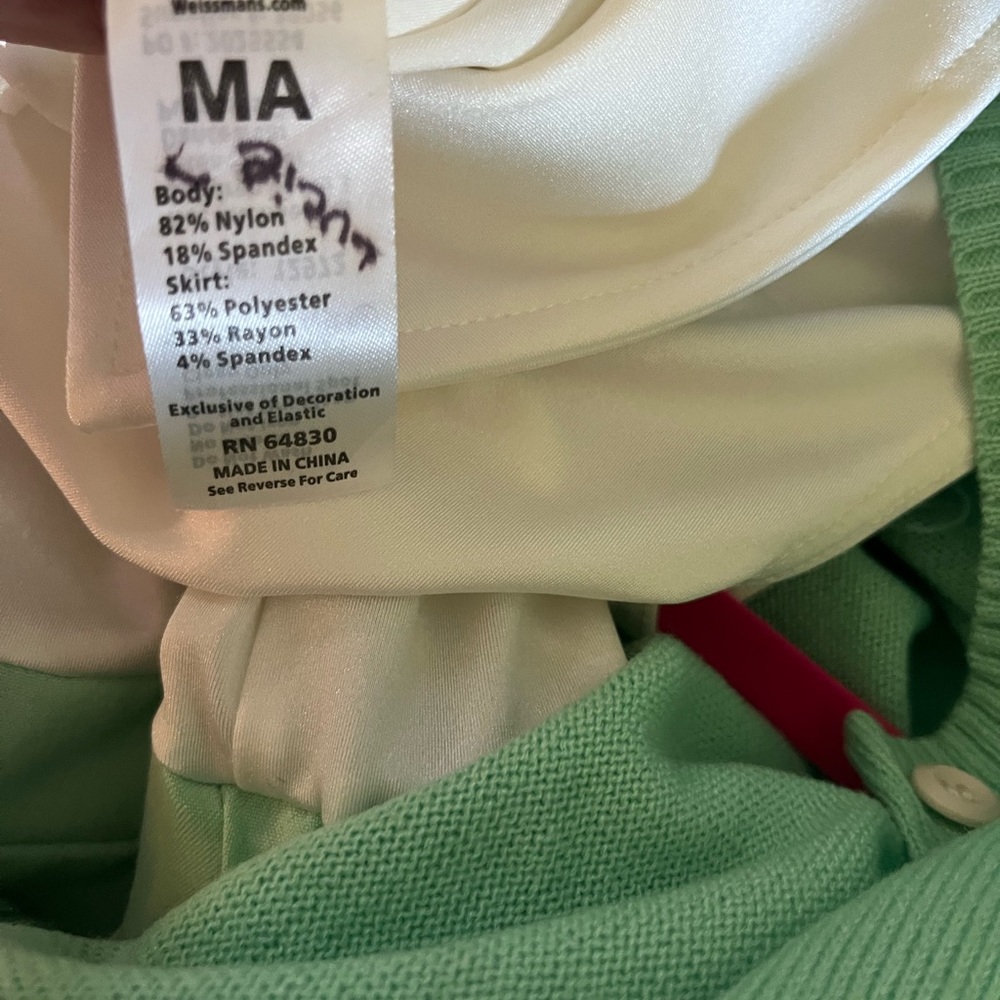 Weissmans.com
MA
Body:
82% Nylon
18% Spandex
Skirt:
63% Polyester
33% Rayon
4% Spandex
Exclusive of Decoration
and Elastic
RN 64830
MADE IN CHINA
See Reverse For Care